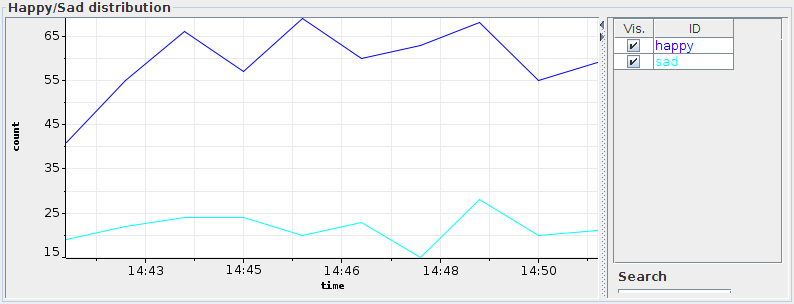 Happy/Sad distribution
65
55
45
35
25
15
count
14:43
14:45
14:46
14:48
14:50
time
Vis.
ID
happy
sad
Search